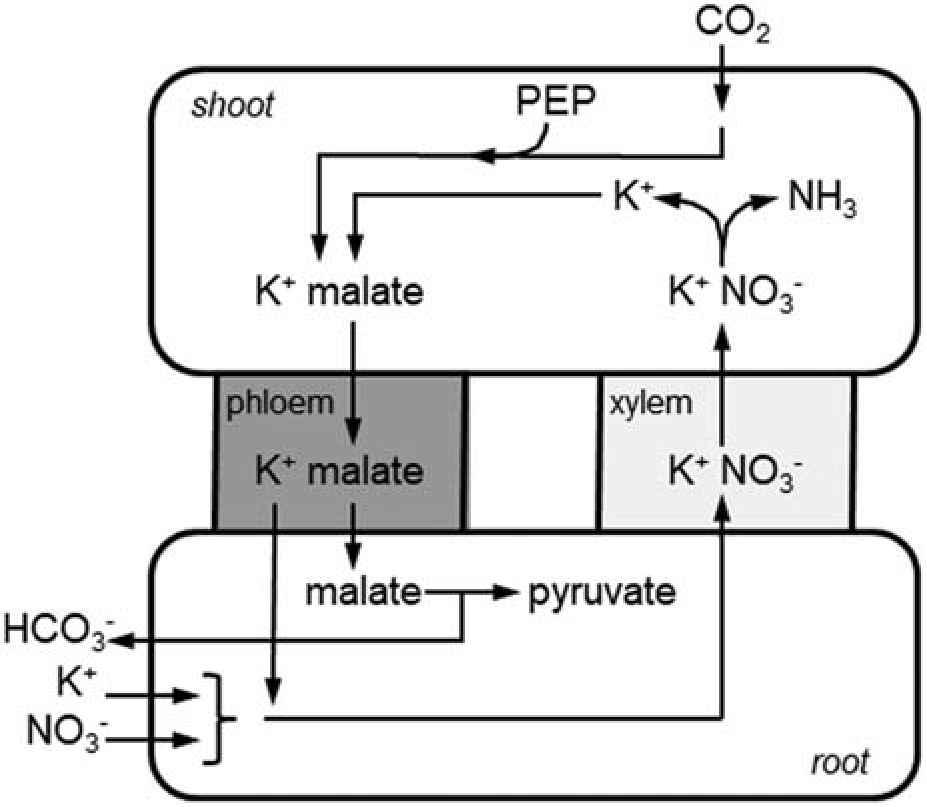 CO₂
shoot
PEP
K⁺
NH₃
K⁺ malate
K⁺ NO₃⁻
phloem
xylem
K⁺ malate
K⁺ NO₃⁻
malate
pyruvate
HCO₃⁻
K⁺
NO₃⁻
root